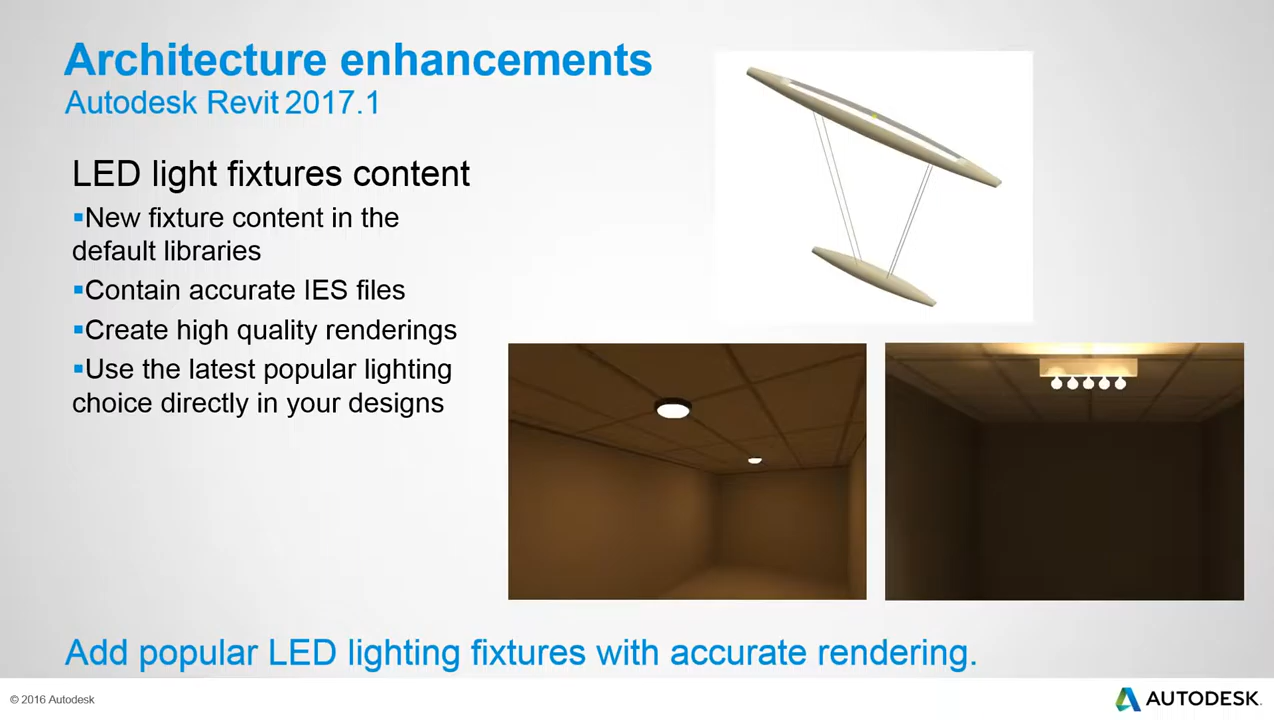 Architecture enhancements
Autodesk Revit 2017.1
LED light fixtures content
▪New fixture content in the
default libraries
▪Contain accurate IES files
▪Create high quality renderings
▪Use the latest popular lighting
choice directly in your designs
Add popular LED lighting fixtures with accurate rendering.
© 2016 Autodesk
AUTODESK.